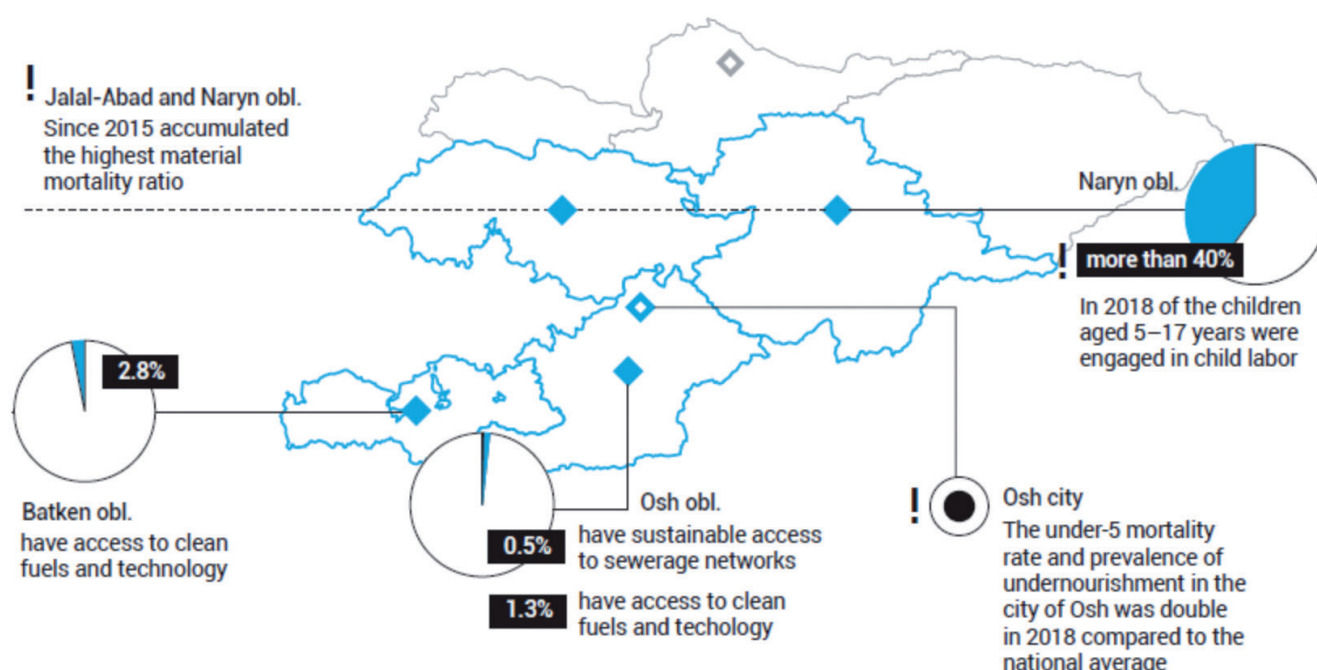 !
Jalal-Abad and Naryn obl.
Since 2015 accumulated
the highest material
mortality ratio
Naryn obl.
!
more than 40%
In 2018 of the children
aged 5–17 years were
engaged in child labor
2.8%
Batken obl.
have access to clean
fuels and technology
Osh obl.
0.5%
have sustainable access
to sewerage networks
1.3%
have access to clean
fuels and techology
!
Osh city
The under-5 mortality
rate and prevalence of
undernourishment in the
city of Osh was double
in 2018 compared to the
national average